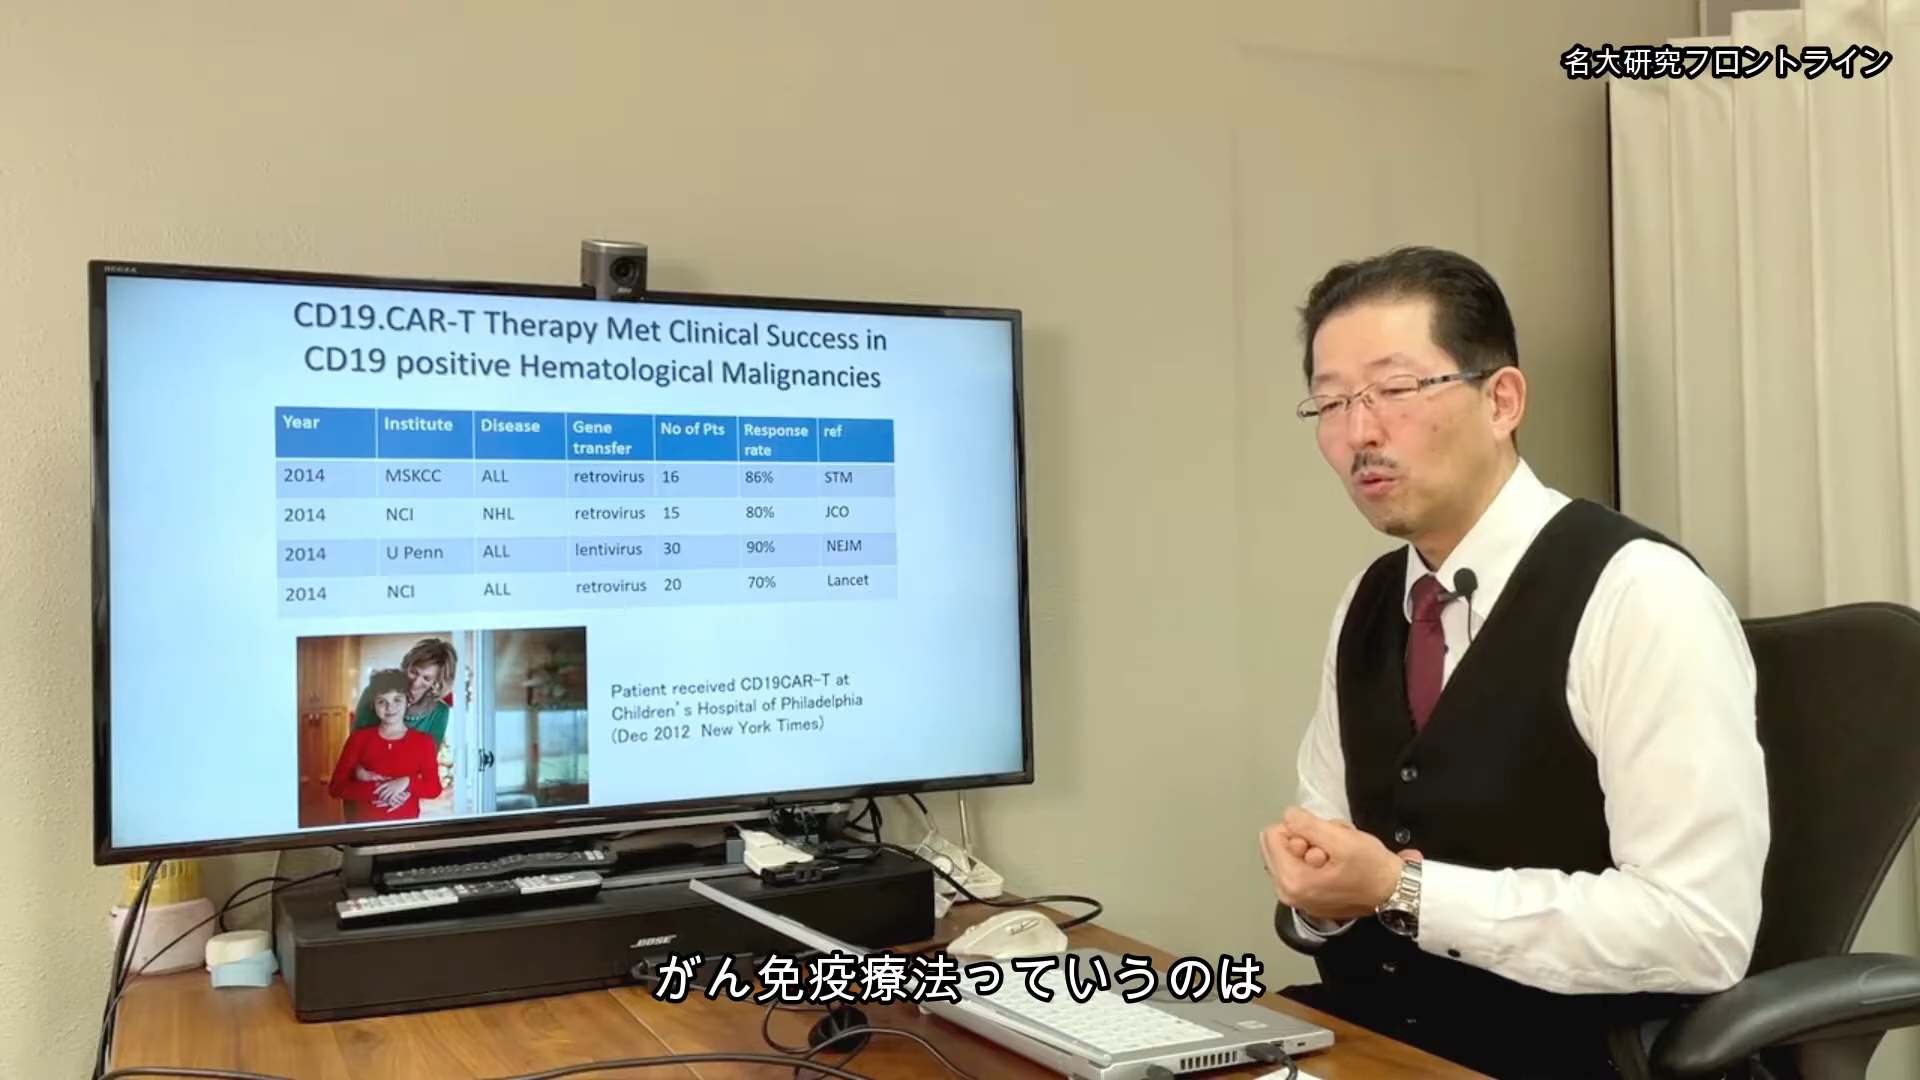 名大研究フロントライン
CD19.CAR-T Therapy Met Clinical Success in
CD19 positive Hematological Malignancies
Year Institute Disease Gene transfer No of Pts Response rate ref
2014 MSKCC ALL retrovirus 16 86% STM
2014 NCI NHL retrovirus 15 80% JCO
2014 U Penn ALL lentivirus 30 90% NEJM
2014 NCI ALL retrovirus 20 70% Lancet
Patient received CD19CAR-T at
Children's Hospital of Philadelphia
(Dec 2012 New York Times)
BOSE
がん免疫療法っていうのは